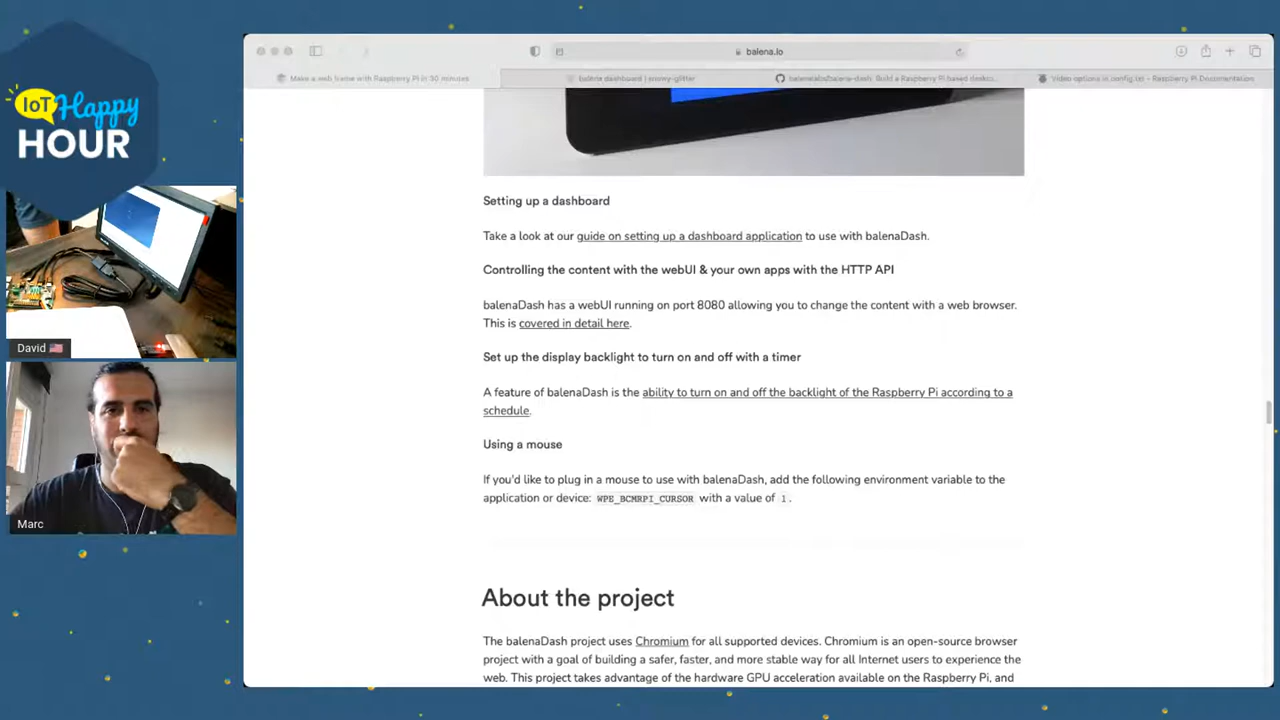 IoT Happy
HOUR
David
Marc
balena.io
Make a web frame with Raspberry Pi in 30 minutes
balena dashboard | snowy-glitter
balenalabs/balena-dash: Build a Raspberry Pi based deskto...
Video options in config.txt - Raspberry Pi Documentation
Setting up a dashboard
Take a look at our guide on setting up a dashboard application to use with balenaDash.
Controlling the content with the webUI & your own apps with the HTTP API
balenaDash has a webUI running on port 8080 allowing you to change the content with a web browser.
This is covered in detail here.
Set up the display backlight to turn on and off with a timer
A feature of balenaDash is the ability to turn on and off the backlight of the Raspberry Pi according to a
schedule.
Using a mouse
If you'd like to plug in a mouse to use with balenaDash, add the following environment variable to the
application or device: WPE_BCMRPI_CURSOR with a value of 1.
About the project
The balenaDash project uses Chromium for all supported devices. Chromium is an open-source browser
project with a goal of building a safer, faster, and more stable way for all Internet users to experience the
web. This project takes advantage of the hardware GPU acceleration available on the Raspberry Pi, and